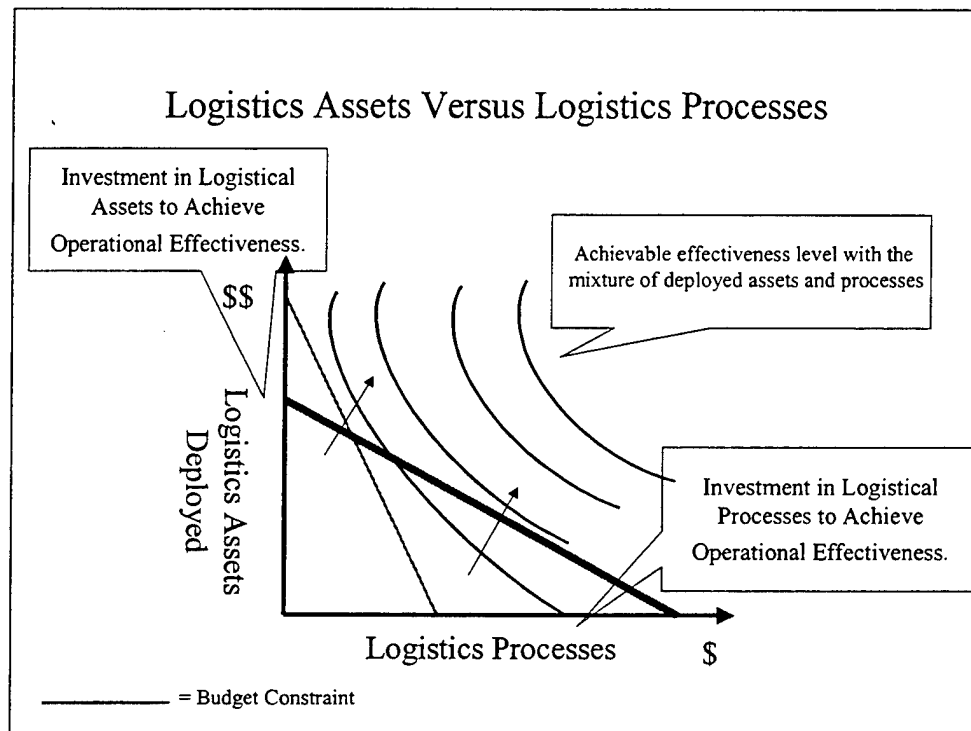 Logistics Assets Versus Logistics Processes
Investment in Logistical
Assets to Achieve
Operational Effectiveness.
Achievable effectiveness level with the
mixture of deployed assets and processes
$$
Logistics Assets
Deployed
Investment in Logistical
Processes to Achieve
Operational Effectiveness.
Logistics Processes
$
= Budget Constraint